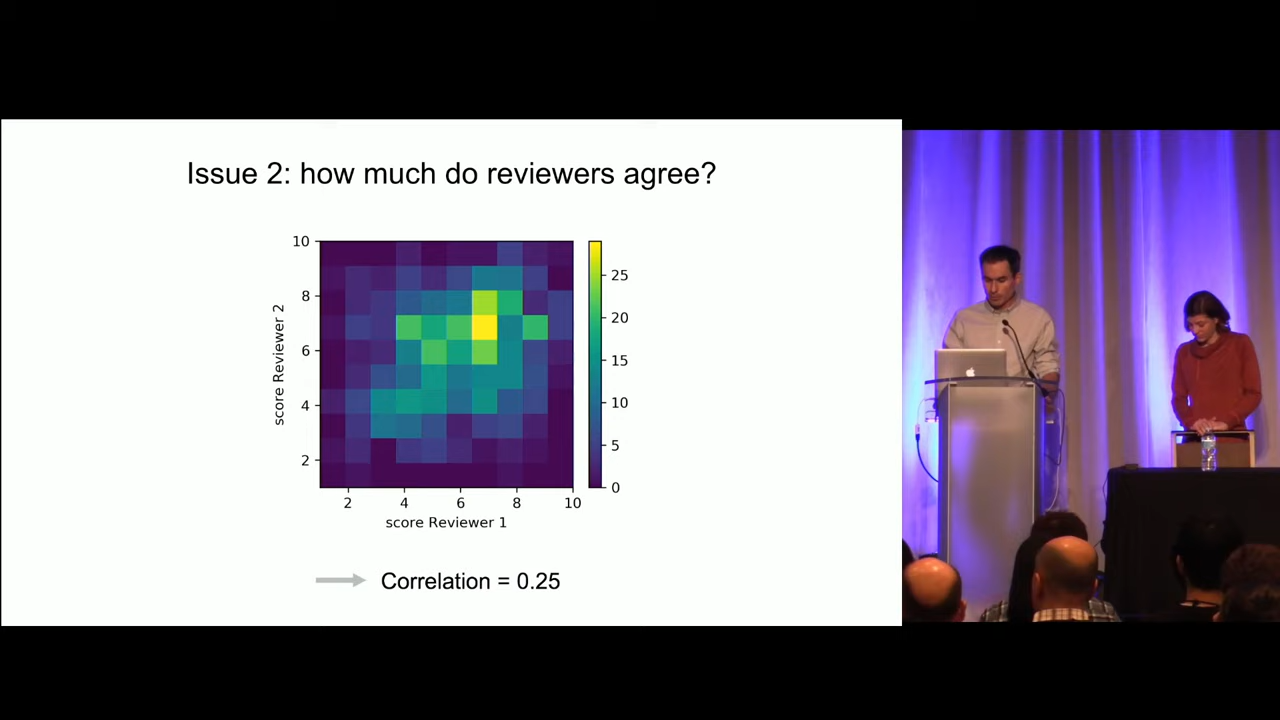 Issue 2: how much do reviewers agree?
10
8
6
4
2
score Reviewer 2
2 4 6 8 10
score Reviewer 1
25
20
15
10
5
0
Correlation = 0.25